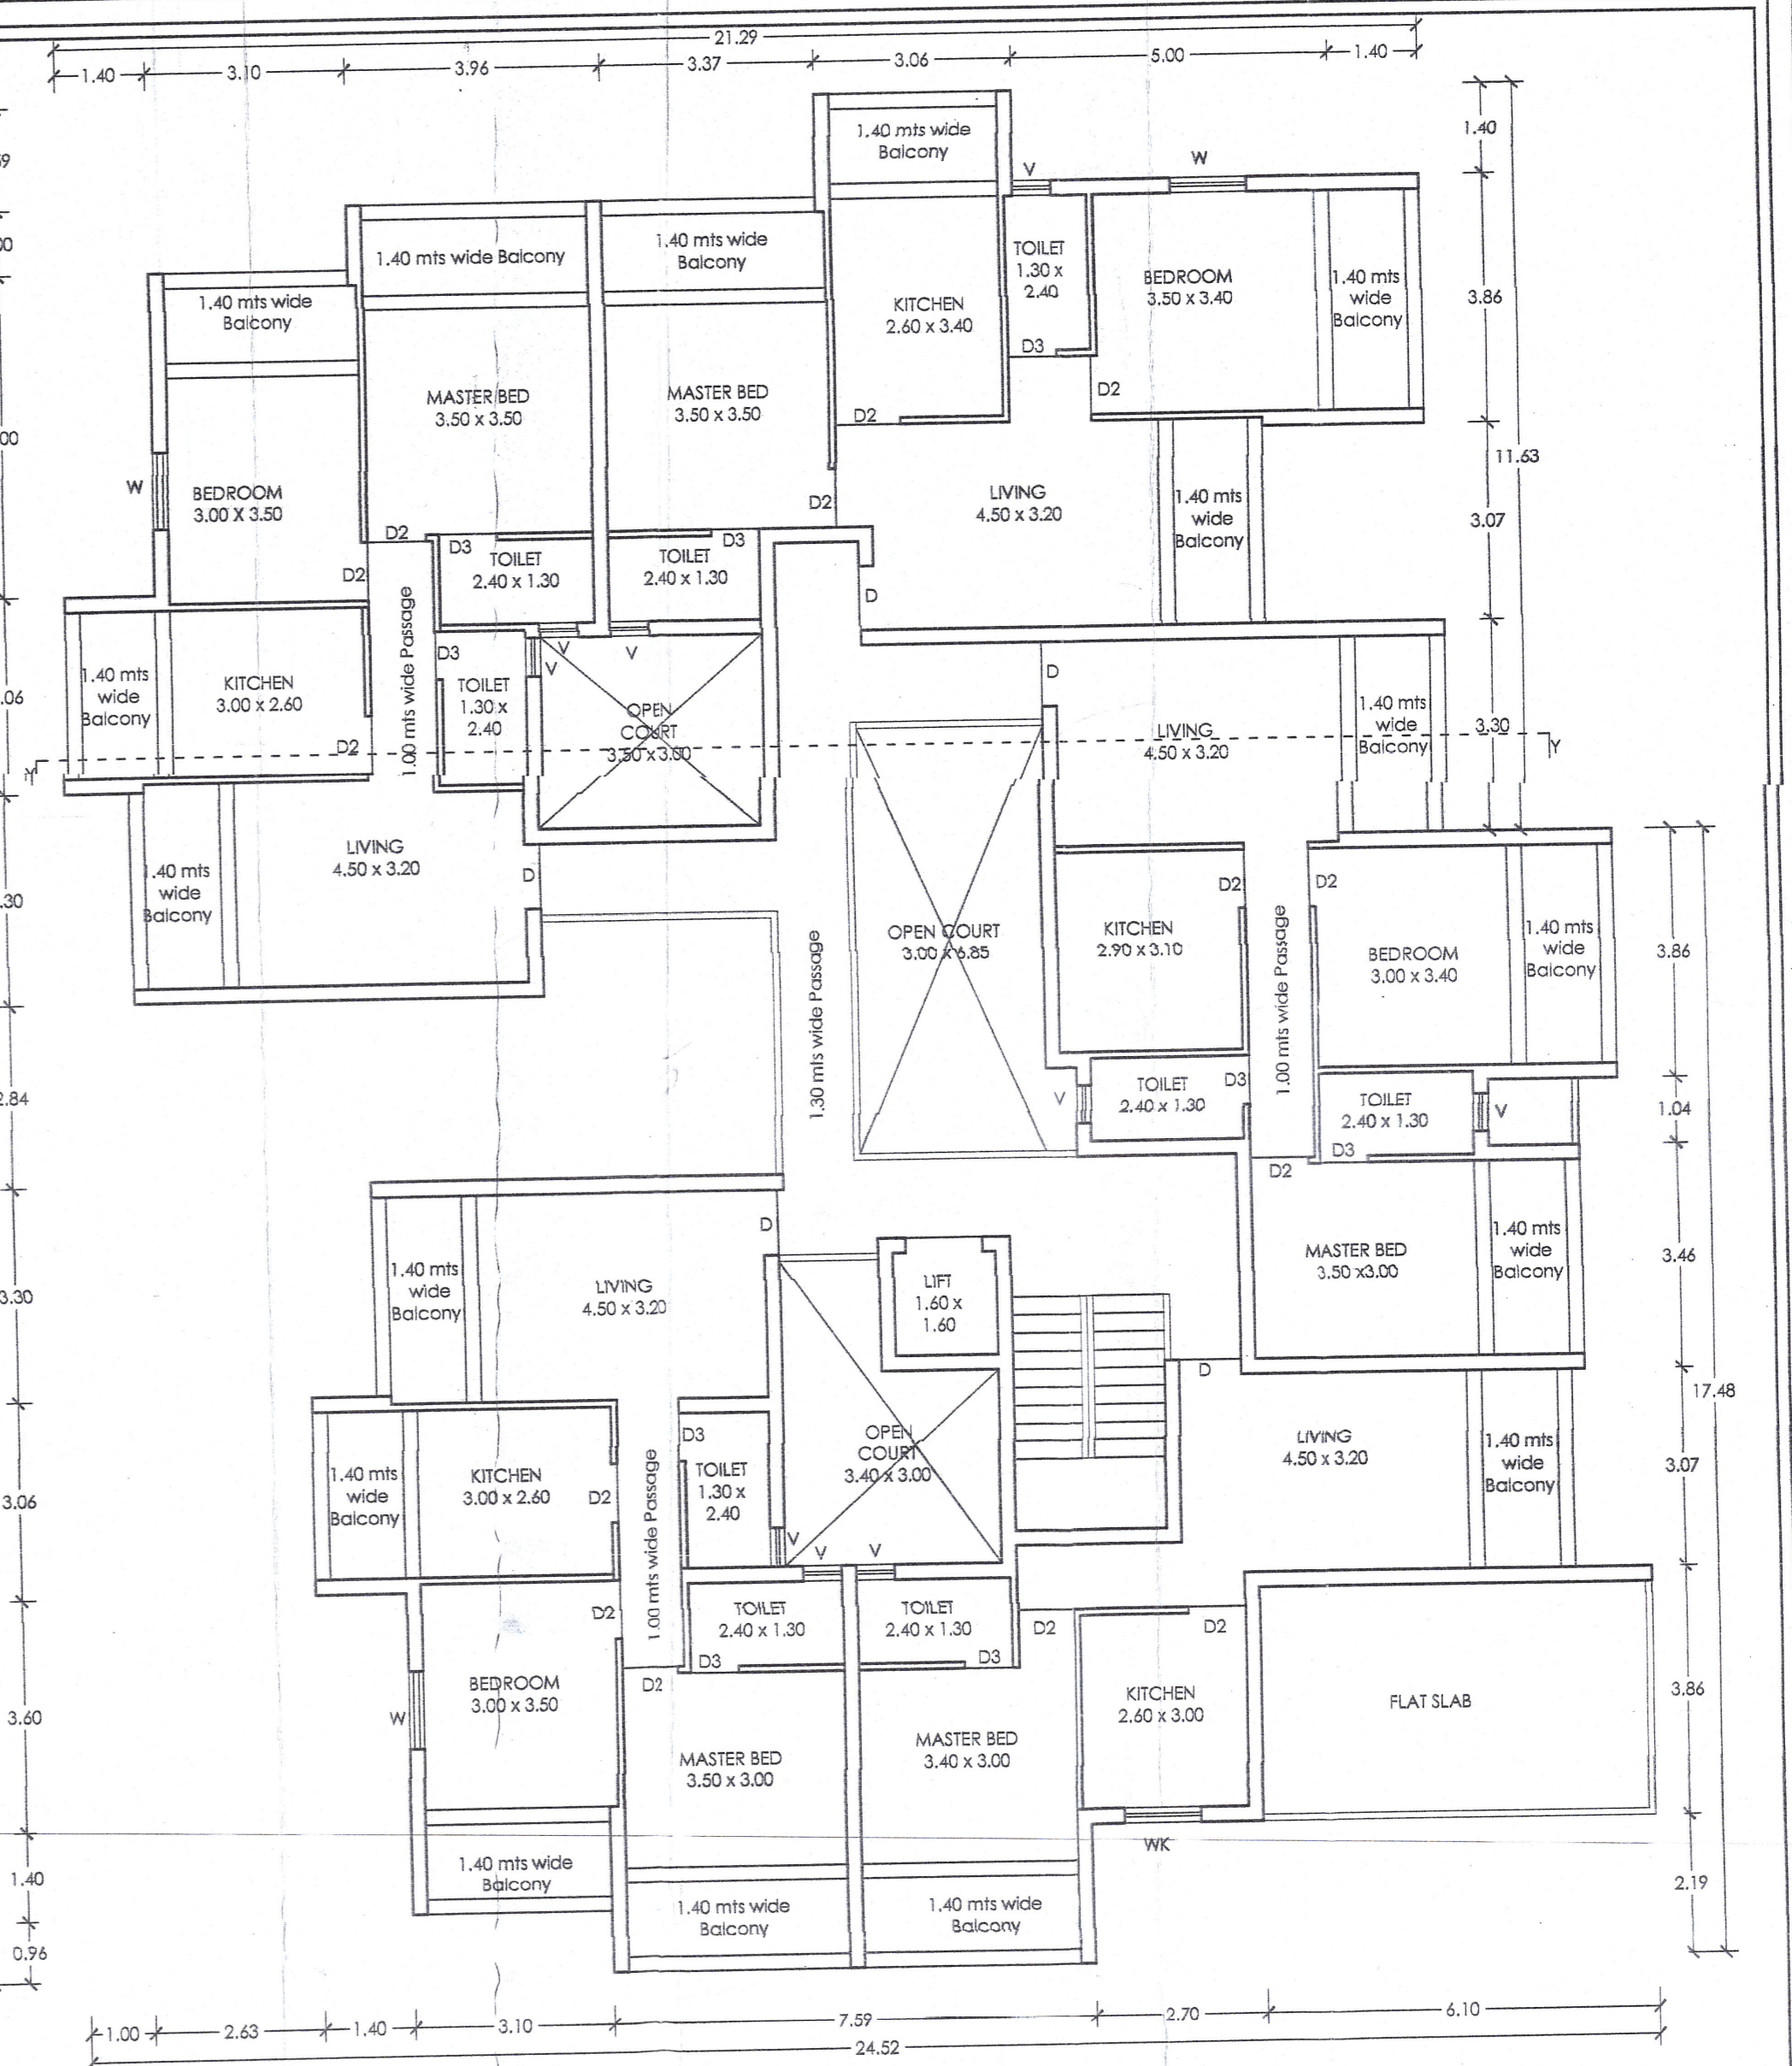 21.29
1.40
3.10
3.96
3.37
3.06
5.00
1.40
1.40 mts wide
Balcony
V
W
1.40
1.40 mts wide Balcony
1.40 mts wide
Balcony
TOILET
1.30 x
2.40
BEDROOM
3.50 x 3.40
1.40 mts
wide
Balcony
3.86
1.40 mts wide
Balcony
KITCHEN
2.60 x 3.40
D3
D2
D2
MASTER BED
3.50 x 3.50
MASTER BED
3.50 x 3.50
11.63
W
BEDROOM
3.00 X 3.50
D2
LIVING
4.50 x 3.20
1.40 mts
wide
Balcony
3.07
D2
D3
TOILET
2.40 x 1.30
TOILET
2.40 x 1.30
D3
D2
D
1.00 mts wide Passage
D3
V
V
V
D
1.40 mts
wide
Balcony
KITCHEN
3.00 x 2.60
TOILET
1.30 x
2.40
OPEN
COURT
3.50 x 3.00
LIVING
4.50 x 3.20
1.40 mts
wide
Balcony
3.30
D2
Y
Y
LIVING
4.50 x 3.20
1.40 mts
wide
Balcony
D
D2
D2
OPEN COURT
3.00 x 6.85
KITCHEN
2.90 x 3.10
BEDROOM
3.00 x 3.40
1.40 mts
wide
Balcony
3.86
1.30 mts wide Passage
1.00 mts wide Passage
2.84
V
TOILET
2.40 x 1.30
D3
TOILET
2.40 x 1.30
V
1.04
D3
D2
D
1.40 mts
wide
Balcony
LIVING
4.50 x 3.20
LIFT
1.60 x
1.60
MASTER BED
3.50 x3.00
1.40 mts
wide
Balcony
3.46
3.30
D
17.48
D3
OPEN
COURT
3.40 x 3.00
LIVING
4.50 x 3.20
1.40 mts
wide
Balcony
3.07
1.40 mts
wide
Balcony
KITCHEN
3.00 x 2.60
D2
TOILET
1.30 x
2.40
3.06
1.00 mts wide Passage
V
V
V
D2
TOILET
2.40 x 1.30
TOILET
2.40 x 1.30
D2
D2
D3
D3
D2
BEDROOM
3.00 x 3.50
KITCHEN
2.60 x 3.00
FLAT SLAB
3.86
W
3.60
MASTER BED
3.50 x 3.00
MASTER BED
3.40 x 3.00
WK
1.40 mts wide
Balcony
1.40
2.19
1.40 mts wide
Balcony
1.40 mts wide
Balcony
0.96
1.00
2.63
1.40
3.10
7.59
2.70
6.10
24.52